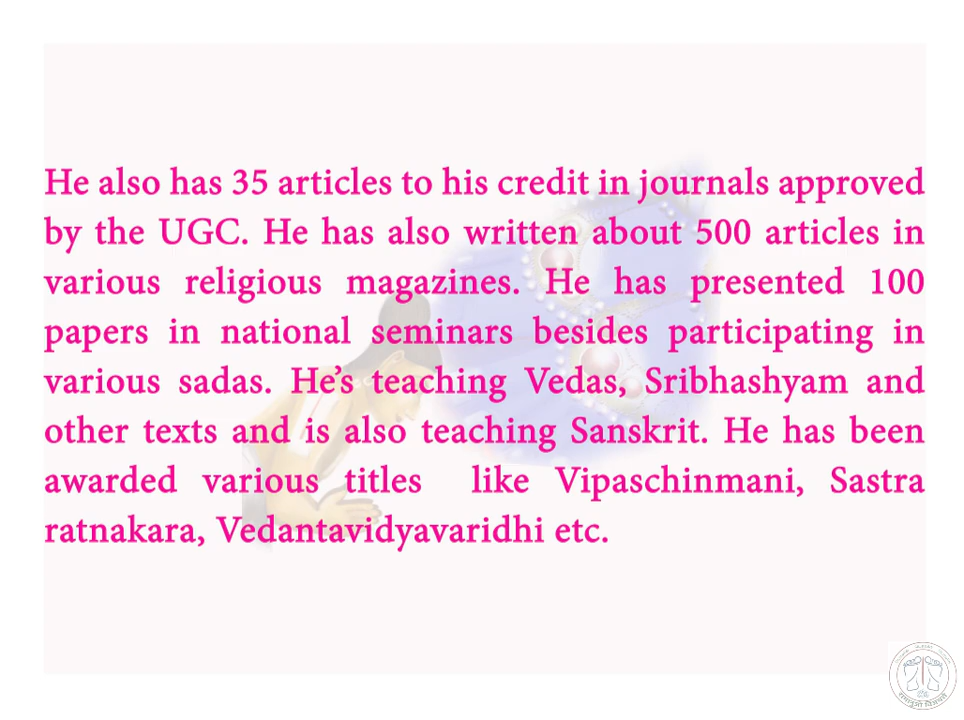 He also has 35 articles to his credit in journals approved
by the UGC. He has also written about 500 articles in
various religious magazines. He has presented 100
papers in national seminars besides participating in
various sadas. He’s teaching Vedas, Sribhashyam and
other texts and is also teaching Sanskrit. He has been
awarded various titles like Vipaschinmani, Sastra
ratnakara, Vedantavidyavaridhi etc.